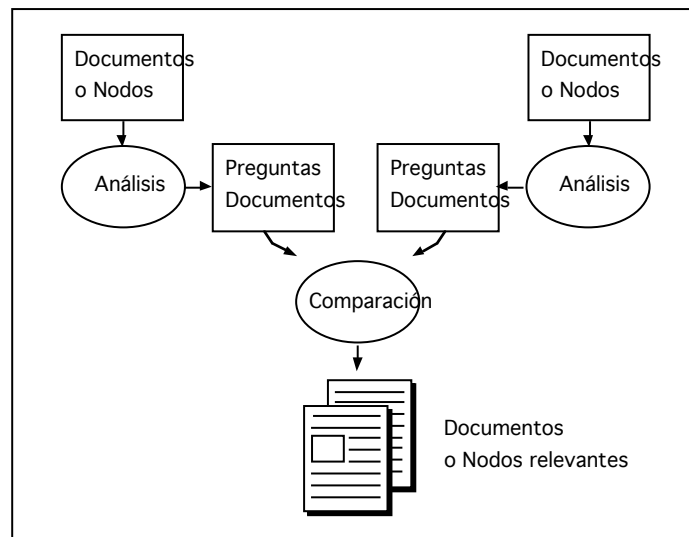 Documentos
o Nodos
Documentos
o Nodos
Análisis
Preguntas
Documentos
Preguntas
Documentos
Análisis
Comparación
Documentos
o Nodos relevantes